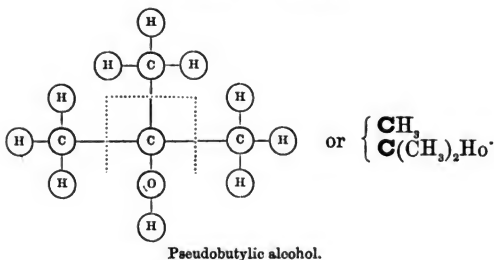 H
H C H
H H
H C C C H
H O H
H
or { CH₃
C(CH₃)₂Ho.
Pseudobutylic alcohol.